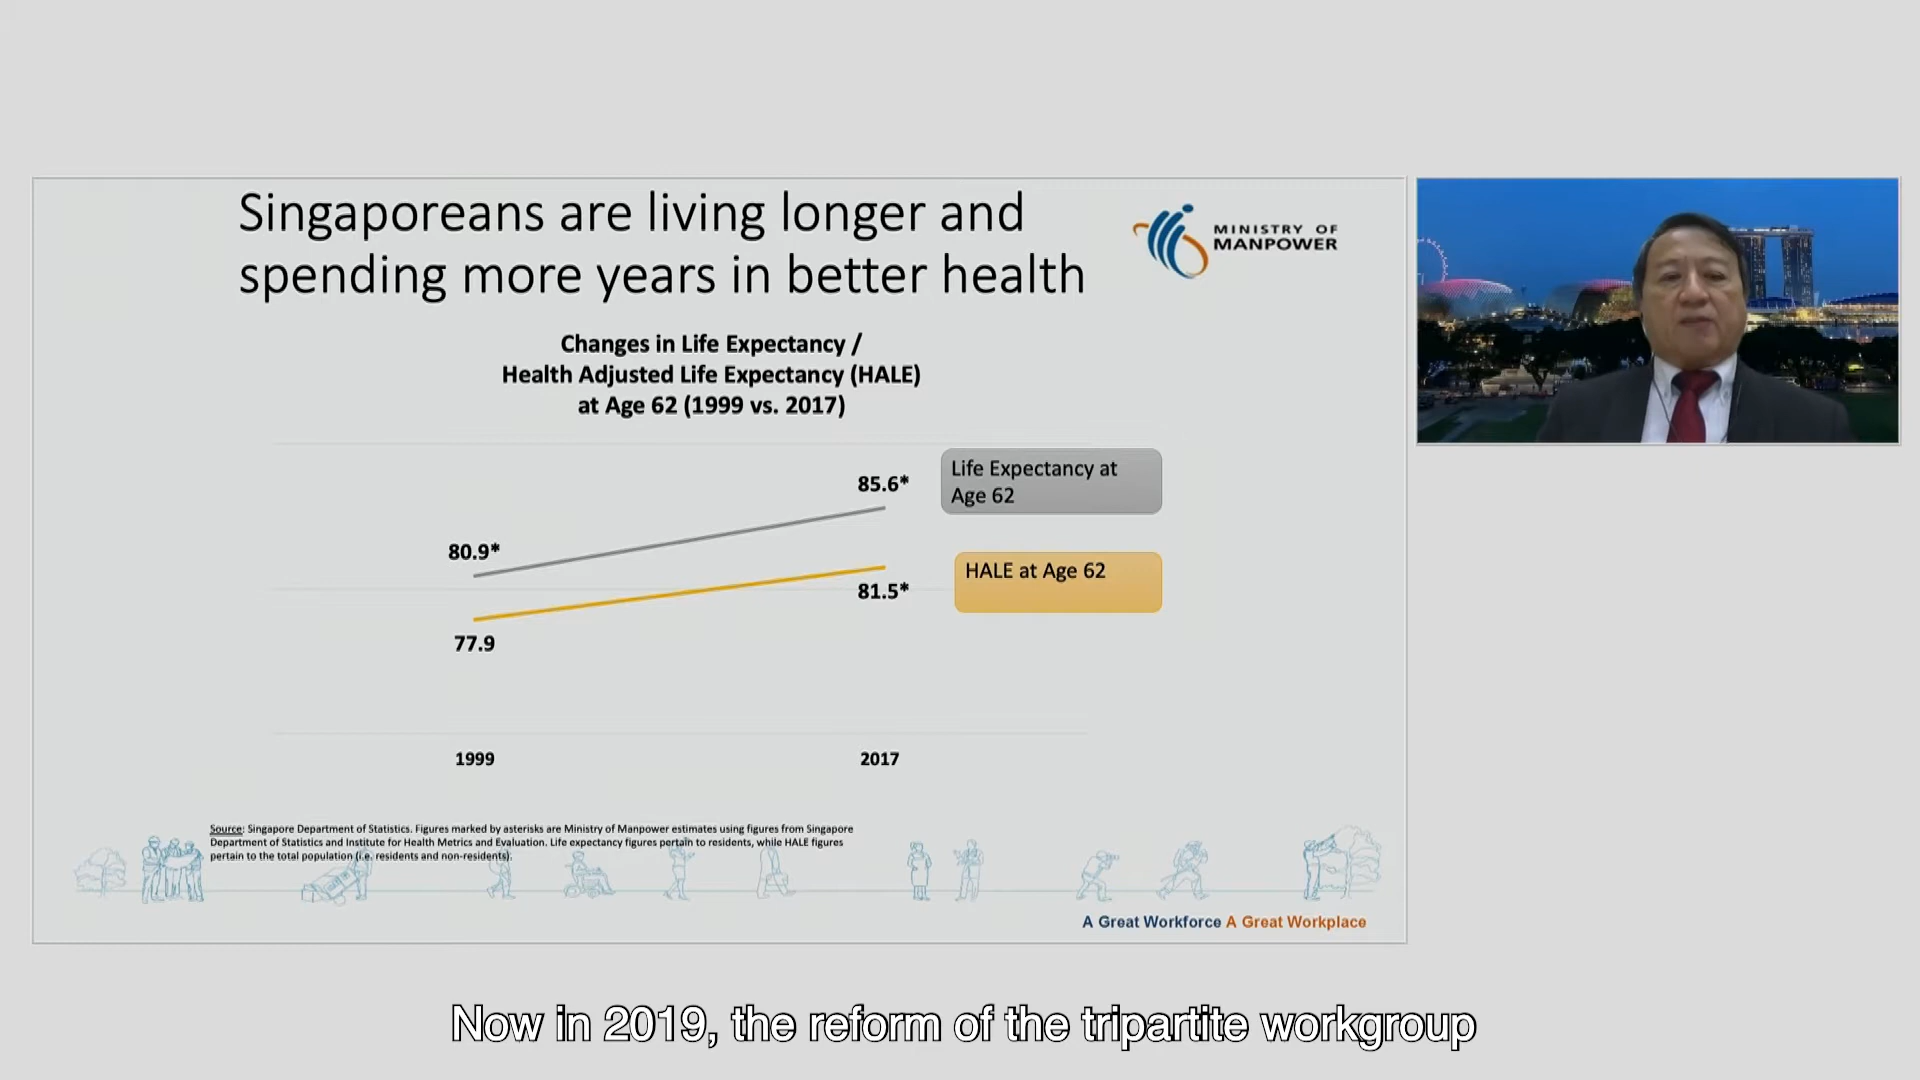 Singaporeans are living longer and
spending more years in better health
MINISTRY OF
MANPOWER
Changes in Life Expectancy /
Health Adjusted Life Expectancy (HALE)
at Age 62 (1999 vs. 2017)
85.6*
Life Expectancy at
Age 62
80.9*
HALE at Age 62
81.5*
77.9
1999
2017
Source: Singapore Department of Statistics. Figures marked by asterisks are Ministry of Manpower estimates using figures from Singapore
Department of Statistics and Institute for Health Metrics and Evaluation. Life expectancy figures pertain to residents, while HALE figures
pertain to the total population (i.e. residents and non-residents).
A Great Workforce A Great Workplace
Now in 2019, the reform of the tripartite workgroup